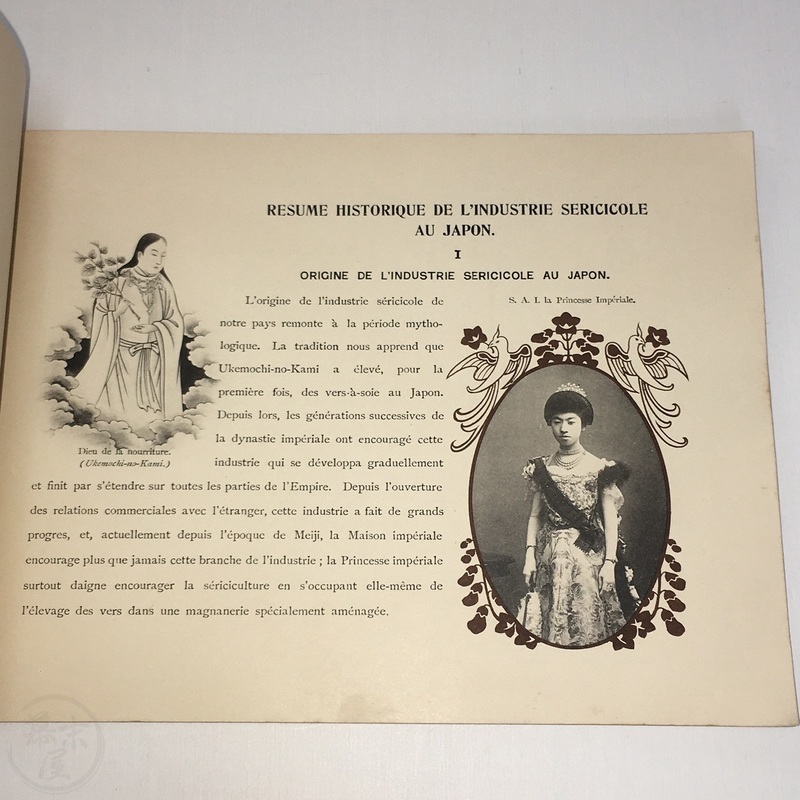 RESUME HISTORIQUE DE L'INDUSTRIE SERICICOLE
AU JAPON.
I
ORIGINE DE L'INDUSTRIE SERICICOLE AU JAPON.
Dieu de la nourriture.
(Ukemochi-no-Kami.)
L'origine de l'industrie séricicole de
notre pays remonte à la période mytho-
logique. La tradition nous apprend que
Ukemochi-no-Kami a élevé, pour la
première fois, des vers-à-soie au Japon.
Depuis lors, les générations successives de
la dynastie impériale ont encouragé cette
industrie qui se développa graduellement
et finit par s'étendre sur toutes les parties de l'Empire. Depuis l'ouverture
des relations commerciales avec l'étranger, cette industrie a fait de grands
progres, et, actuellement depuis l'époque de Meiji, la Maison impériale
encourage plus que jamais cette branche de l'industrie ; la Princesse impériale
surtout daigne encourager la sériciculture en s'occupant elle-même de
l'élevage des vers dans une magnanerie spécialement aménagée.
S. A. I. la Princesse Impériale.